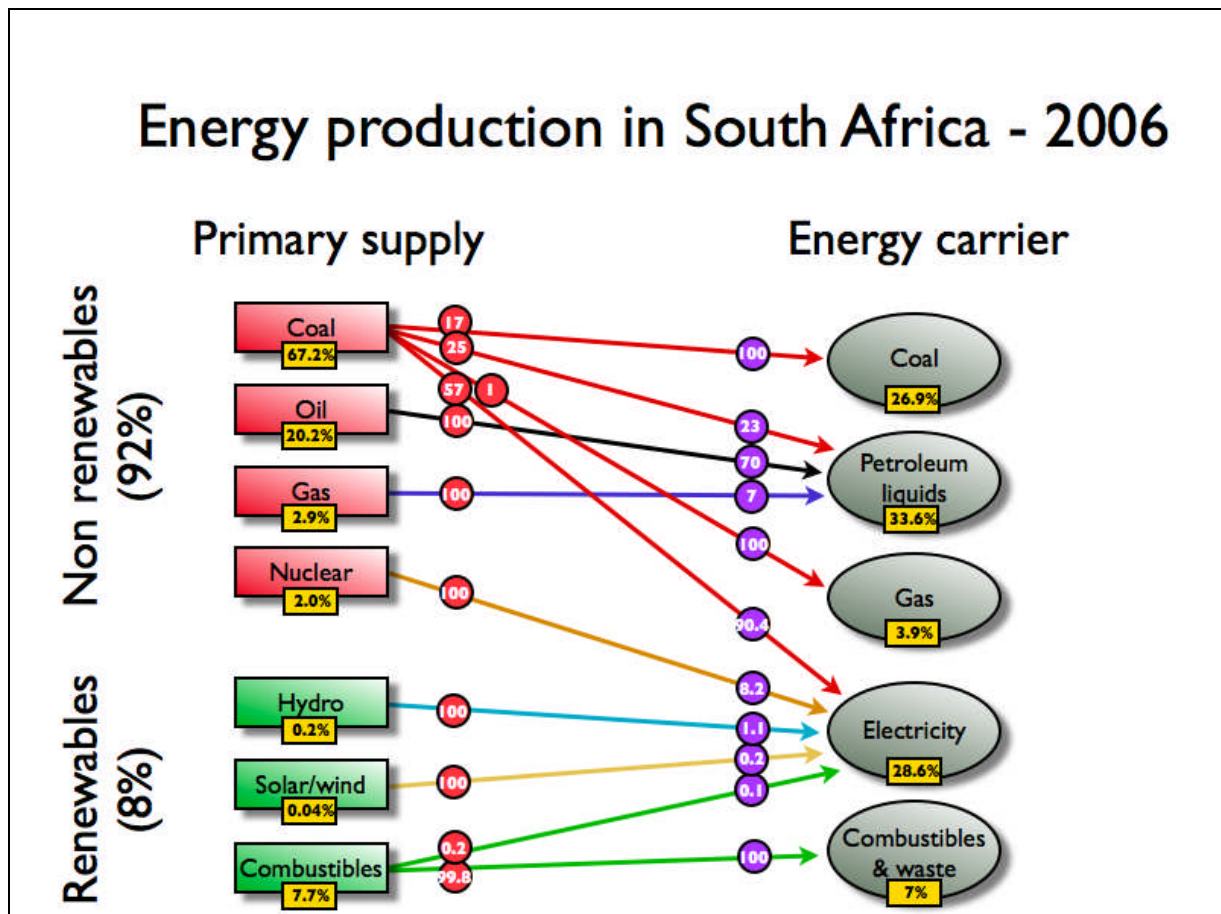 Energy production in South Africa - 2006
Primary supply
Energy carrier
Non renewables
(92%)
Renewables
(8%)
Coal
67.2%
Oil
20.2%
Gas
2.9%
Nuclear
2.0%
Hydro
0.2%
Solar/wind
0.04%
Combustibles
7.7%
17
25
57
1
100
100
100
100
100
0.2
99.8
100
23
70
7
100
90.4
8.2
1.1
0.2
0.1
100
Coal
26.9%
Petroleum
liquids
33.6%
Gas
3.9%
Electricity
28.6%
Combustibles
& waste
7%